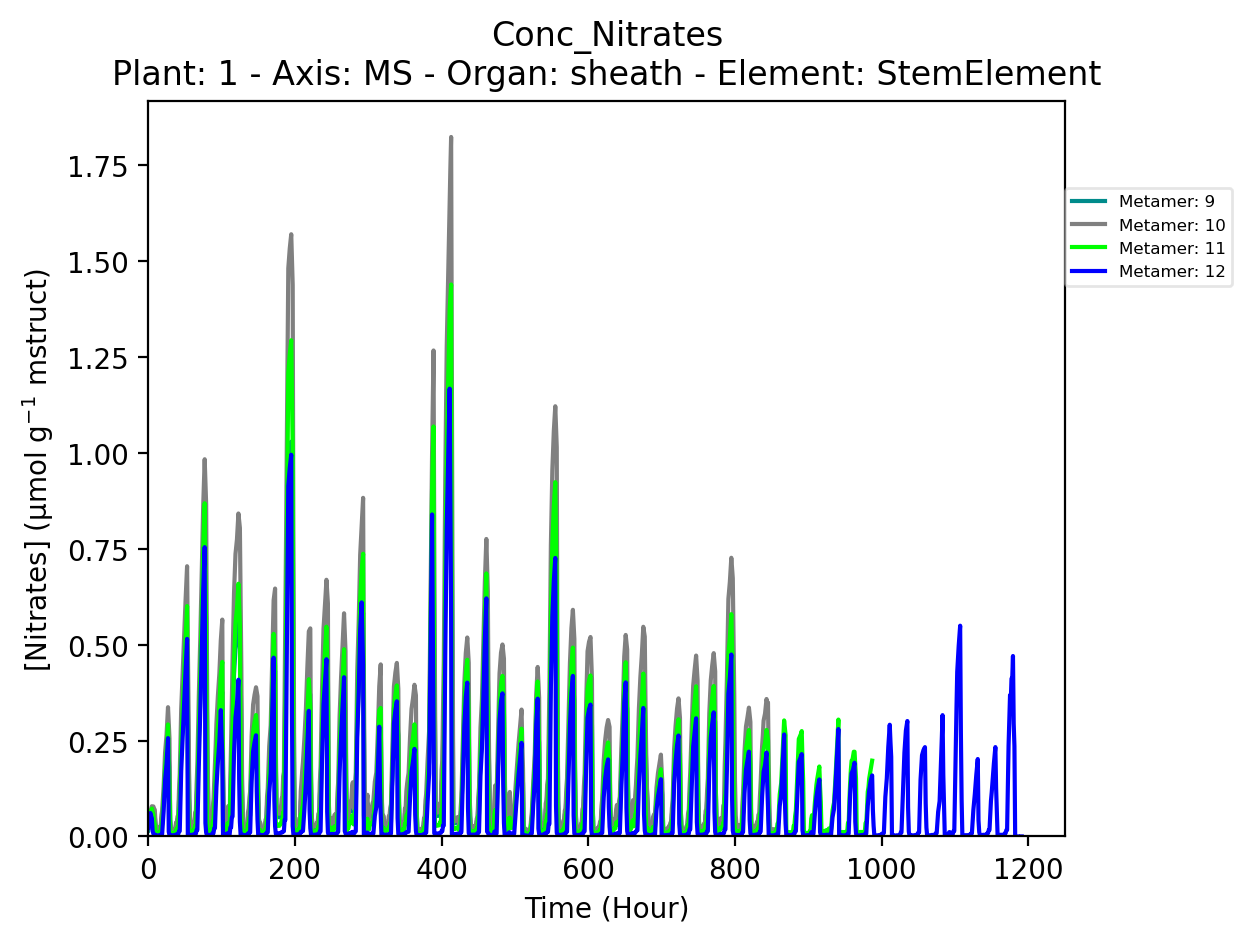 Conc_Nitrates
Plant: 1 - Axis: MS - Organ: sheath - Element: StemElement
[Nitrates] (µmol g⁻¹ mstruct)
1.75
1.50
1.25
1.00
0.75
0.50
0.25
0.00
0
200
400
600
800
1000
1200
Time (Hour)
Metamer: 9
Metamer: 10
Metamer: 11
Metamer: 12